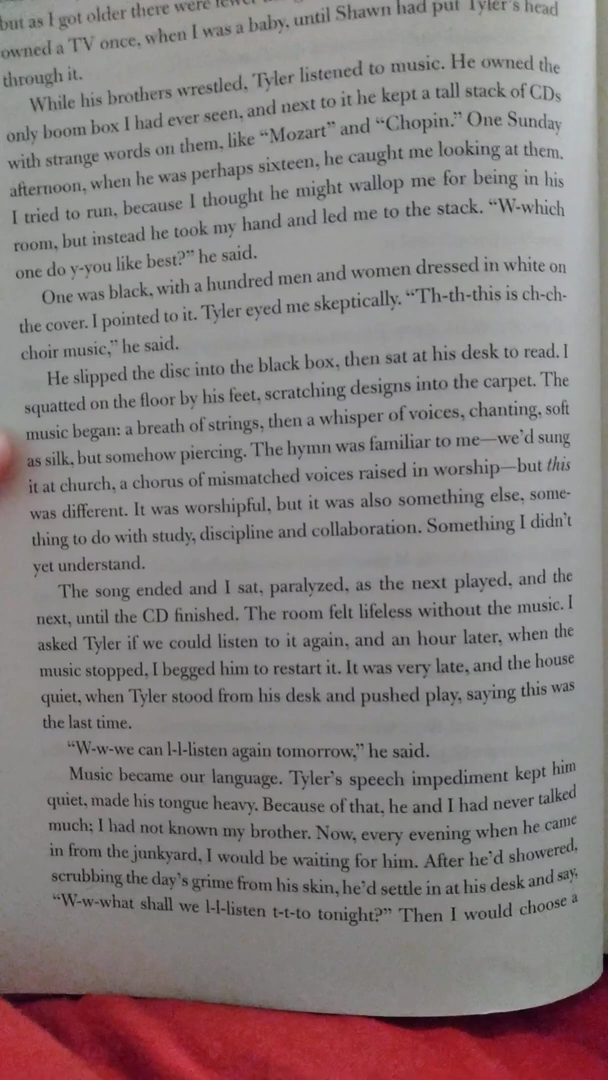 but as I got older there were fewer
owned a TV once, when I was a baby, until Shawn had put Tyler's head
through it.
While his brothers wrestled, Tyler listened to music. He owned the
only boom box I had ever seen, and next to it he kept a tall stack of CDs
with strange words on them, like “Mozart” and “Chopin.” One Sunday
afternoon, when he was perhaps sixteen, he caught me looking at them.
I tried to run, because I thought he might wallop me for being in his
room, but instead he took my hand and led me to the stack. “W-which
one do y-you like best?” he said.
One was black, with a hundred men and women dressed in white on
the cover. I pointed to it. Tyler eyed me skeptically. “Th-th-this is ch-ch-
choir music,” he said.
He slipped the disc into the black box, then sat at his desk to read. I
squatted on the floor by his feet, scratching designs into the carpet. The
music began: a breath of strings, then a whisper of voices, chanting, soft
as silk, but somehow piercing. The hymn was familiar to me—we'd sung
it at church, a chorus of mismatched voices raised in worship—but this
was different. It was worshipful, but it was also something else, some-
thing to do with study, discipline and collaboration. Something I didn't
yet understand.
The song ended and I sat, paralyzed, as the next played, and the
next, until the CD finished. The room felt lifeless without the music. I
asked Tyler if we could listen to it again, and an hour later, when the
music stopped, I begged him to restart it. It was very late, and the house
quiet, when Tyler stood from his desk and pushed play, saying this was
the last time.
“W-w-we can l-l-listen again tomorrow,” he said.
Music became our language. Tyler's speech impediment kept him
quiet, made his tongue heavy. Because of that, he and I had never talked
much; I had not known my brother. Now, every evening when he came
in from the junkyard, I would be waiting for him. After he'd showered,
scrubbing the day's grime from his skin, he'd settle in at his desk and say,
“W-w-what shall we l-l-listen t-t-to tonight?” Then I would choose a